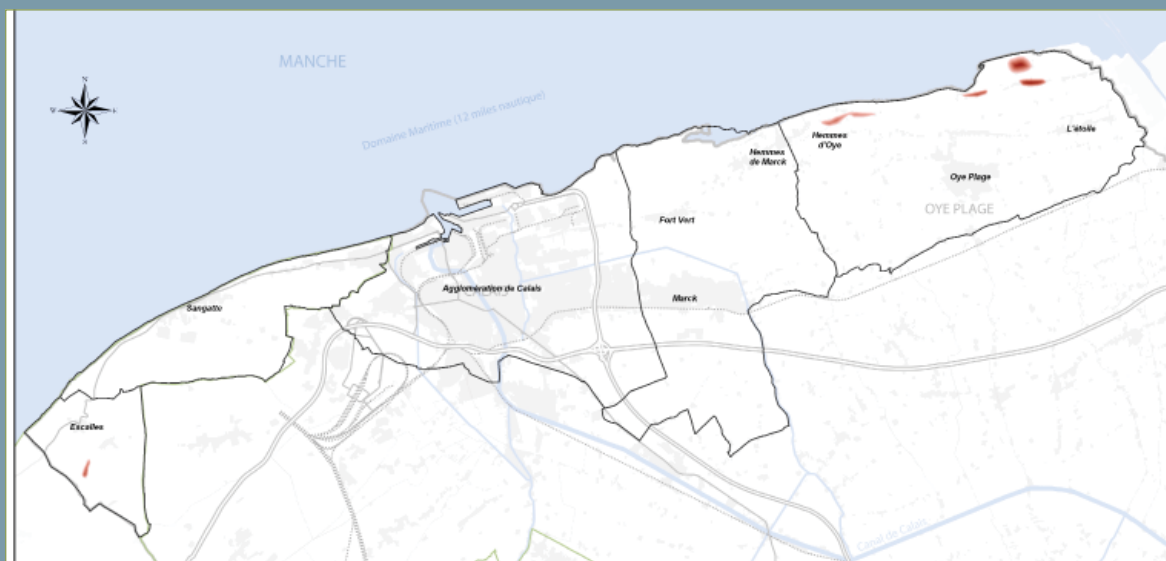 MANCHE
N
Domaine Maritime (12 miles nautique)
S
L'étoile
Hemmes
d'Oye
Hemmes
de Marck
Oye Plage
OYE PLAGE
Fort Vert
Agglomération de Calais
Marck
Sangatte
Escalles
Canal de Calais